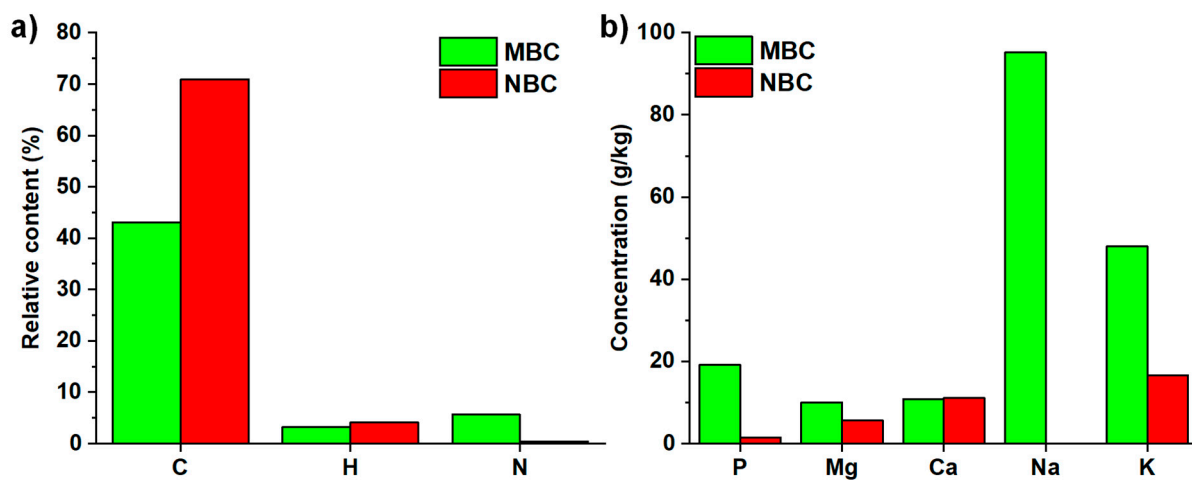 a)
Relative content (%)
80
70
60
50
40
30
20
10
0
MBC
NBC
C H N
b)
Concentration (g/kg)
100
80
60
40
20
0
MBC
NBC
P Mg Ca Na K